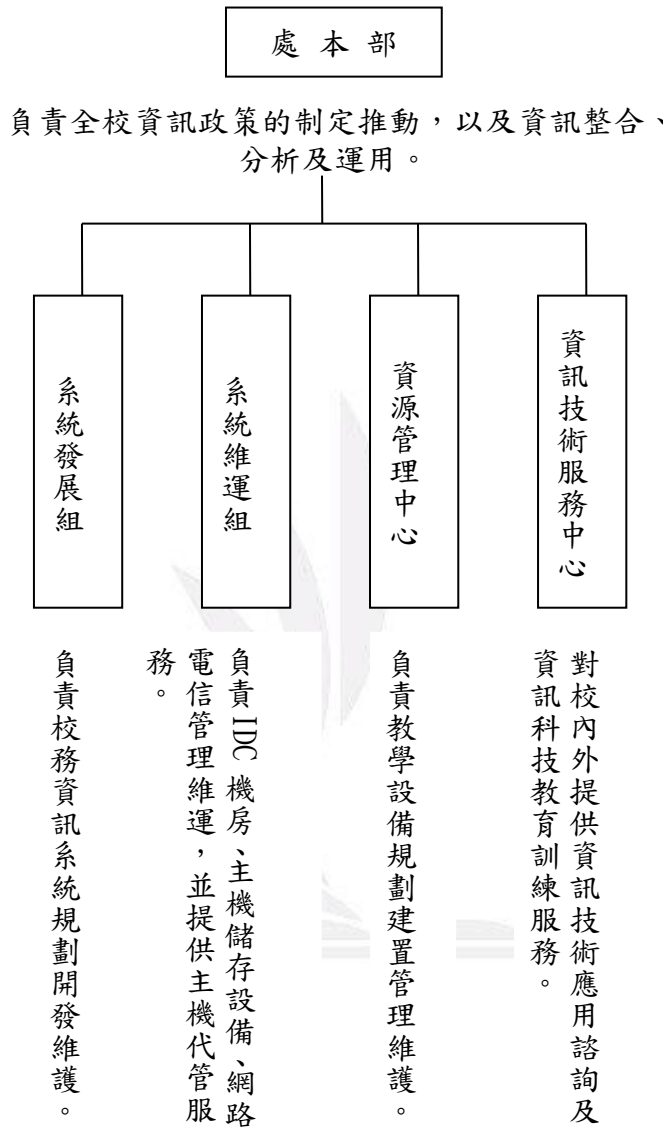 處本部
負責全校資訊政策的制定推動，以及資訊整合、
分析及運用。
系統發展組
系統維運組
資源管理中心
資訊技術服務中心
負責校務資訊系統規劃開發維護。
負責 IDC 機房、主機儲存設備、網路
電信管理維運，並提供主機代管服
務。
負責教學設備規劃建置管理維護。
對校內外提供資訊技術應用諮詢及
資訊科技教育訓練服務。